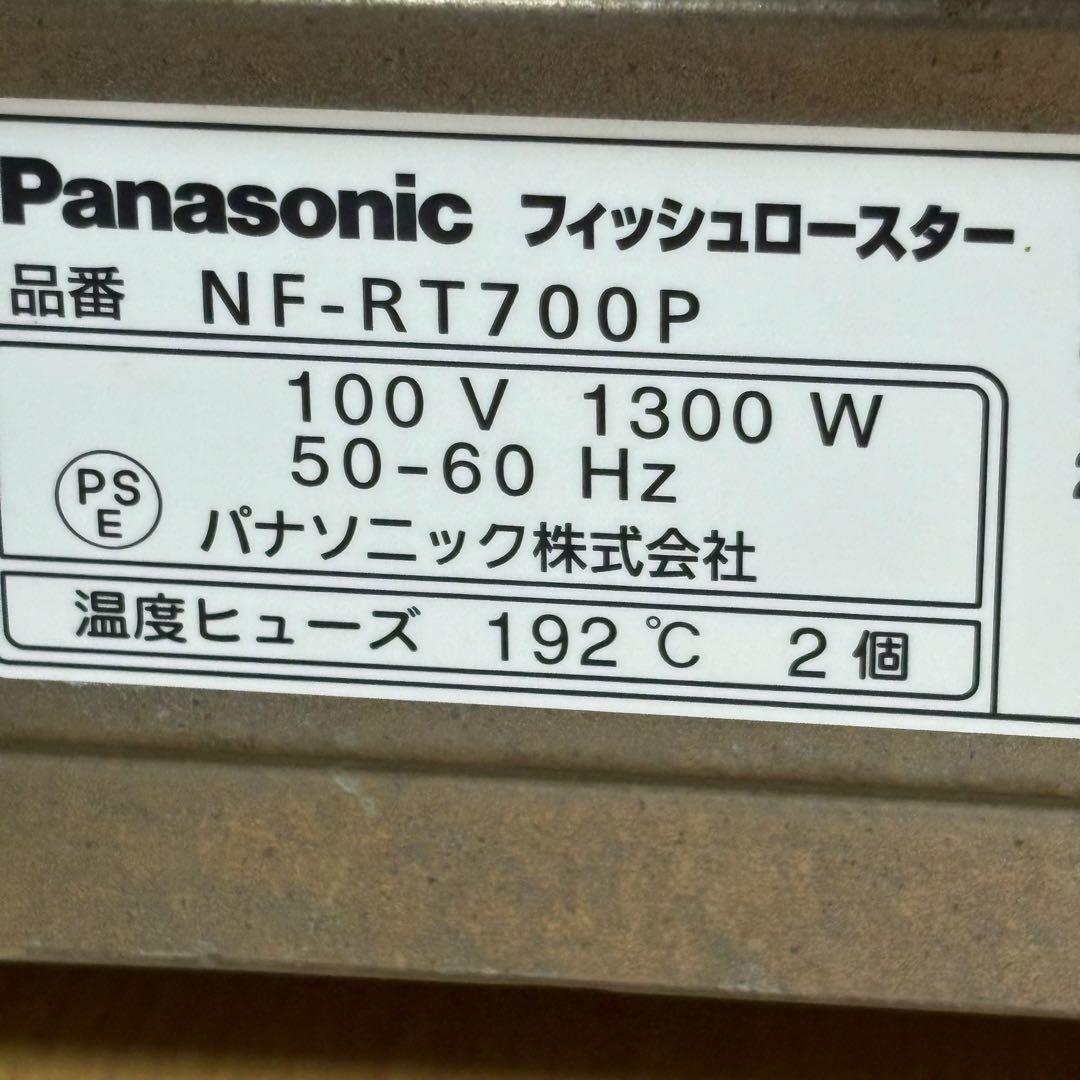 Panasonic フィッシュロースター
品番 NF-RT700P
100 V 1300 W
50-60 Hz
PS
E
パナソニック株式会社
温度ヒューズ 192℃ 2個